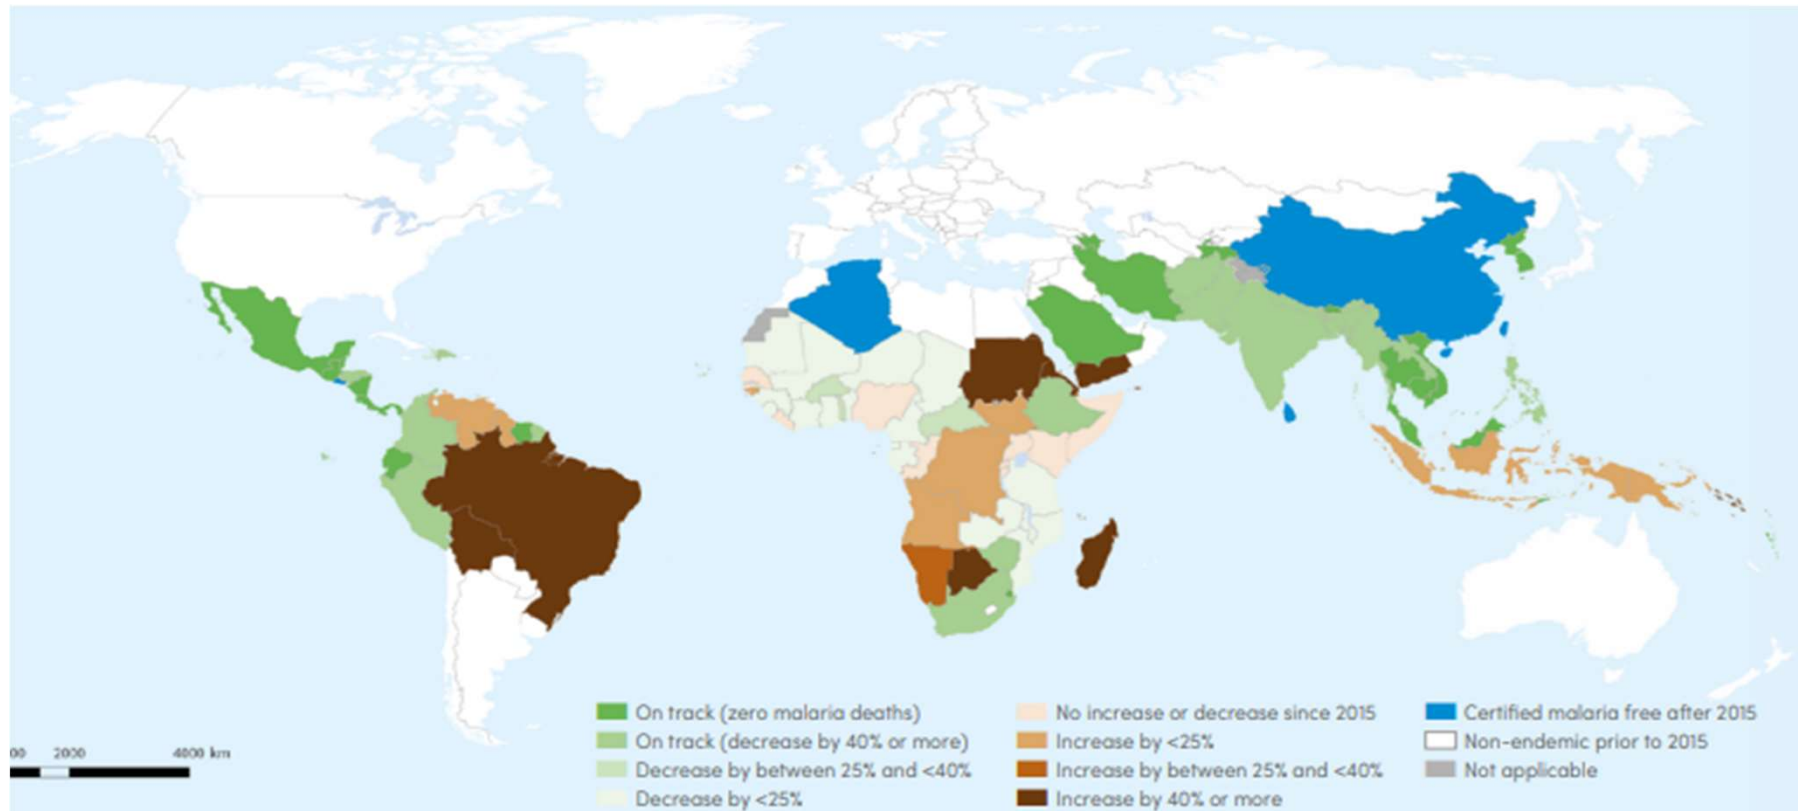 On track (zero malaria deaths)
On track (decrease by 40% or more)
Decrease by between 25% and <40%
Decrease by <25%
No increase or decrease since 2015
Increase by <25%
Increase by between 25% and <40%
Increase by 40% or more
Certified malaria free after 2015
Non-endemic prior to 2015
Not applicable
00 2000 4000 km